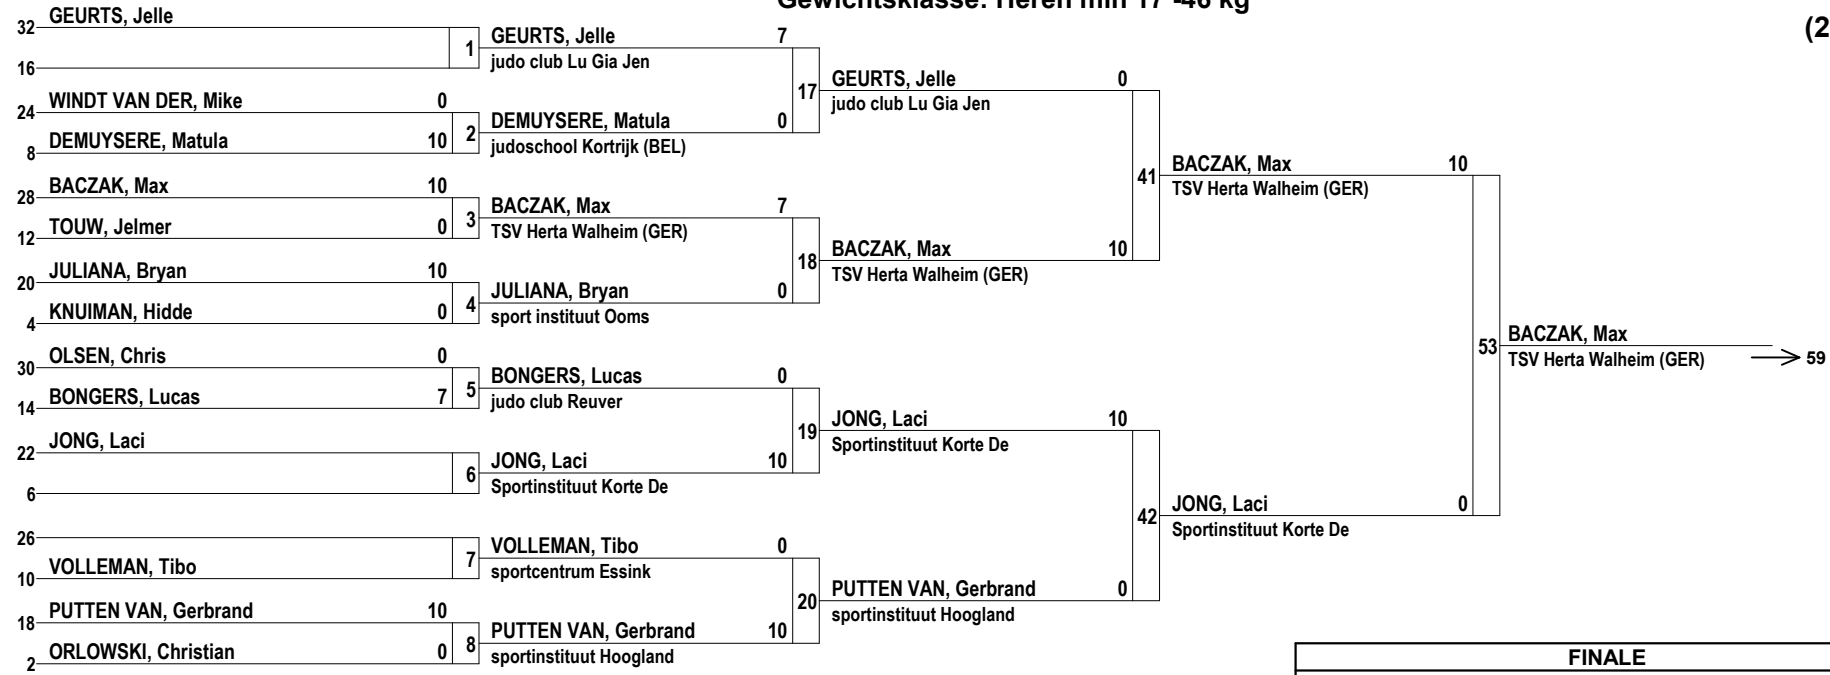 Gewichtsklasse: Heren min 17 -46 kg
(2
32 GEURTS, Jelle
16
1
GEURTS, Jelle 7
judo club Lu Gia Jen
24 WINDT VAN DER, Mike 0
8 DEMUYSERE, Matula 10
2
DEMUYSERE, Matula 0
judoschool Kortrijk (BEL)
17
GEURTS, Jelle 0
judo club Lu Gia Jen
28 BACZAK, Max 10
12 TOUW, Jelmer 0
3
BACZAK, Max 7
TSV Herta Walheim (GER)
20 JULIANA, Bryan 10
4 KNUIMAN, Hidde 0
4
JULIANA, Bryan 0
sport instituut Ooms
18
BACZAK, Max 10
TSV Herta Walheim (GER)
41
BACZAK, Max 10
TSV Herta Walheim (GER)
30 OLSEN, Chris 0
14 BONGERS, Lucas 7
5
BONGERS, Lucas 0
judo club Reuver
22 JONG, Laci
6
6
JONG, Laci 10
Sportinstituut Korte De
19
JONG, Laci 10
Sportinstituut Korte De
26
10 VOLLEMAN, Tibo
7
VOLLEMAN, Tibo 0
sportcentrum Essink
18 PUTTEN VAN, Gerbrand 10
2 ORLOWSKI, Christian 0
8
PUTTEN VAN, Gerbrand 10
sportinstituut Hoogland
20
PUTTEN VAN, Gerbrand 0
sportinstituut Hoogland
42
JONG, Laci 0
Sportinstituut Korte De
53
BACZAK, Max
TSV Herta Walheim (GER) 59
FINALE